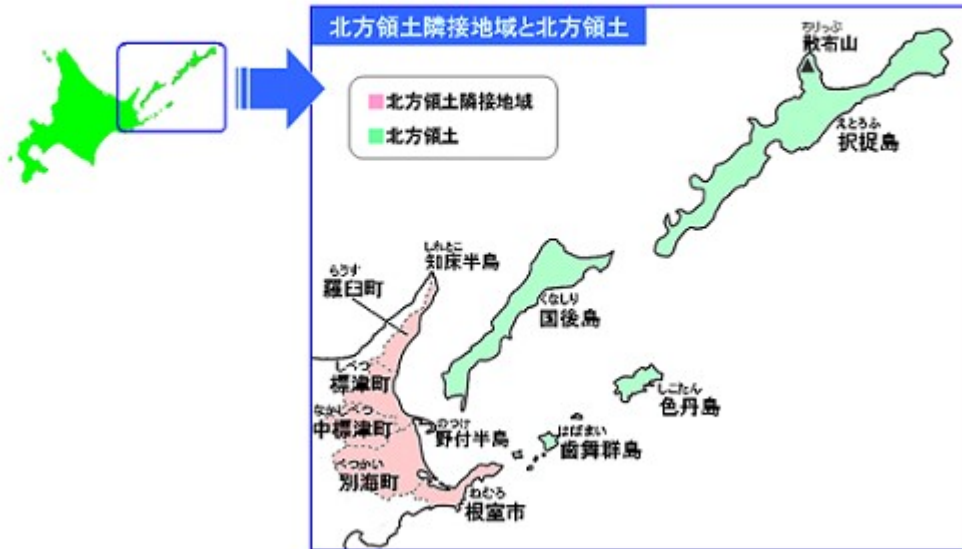 北方領土隣接地域と北方領土
北方領土隣接地域
北方領土
ちりっぷ
散布山
えとろふ
択捉島
しれとこ
知床半島
らうす
羅臼町
くなしり
国後島
しべつ
標津町
しこたん
色丹島
なかしべつ
中標津町
のつけ
野付半島
はぼまい
歯舞群島
べつかい
別海町
ねむろ
根室市